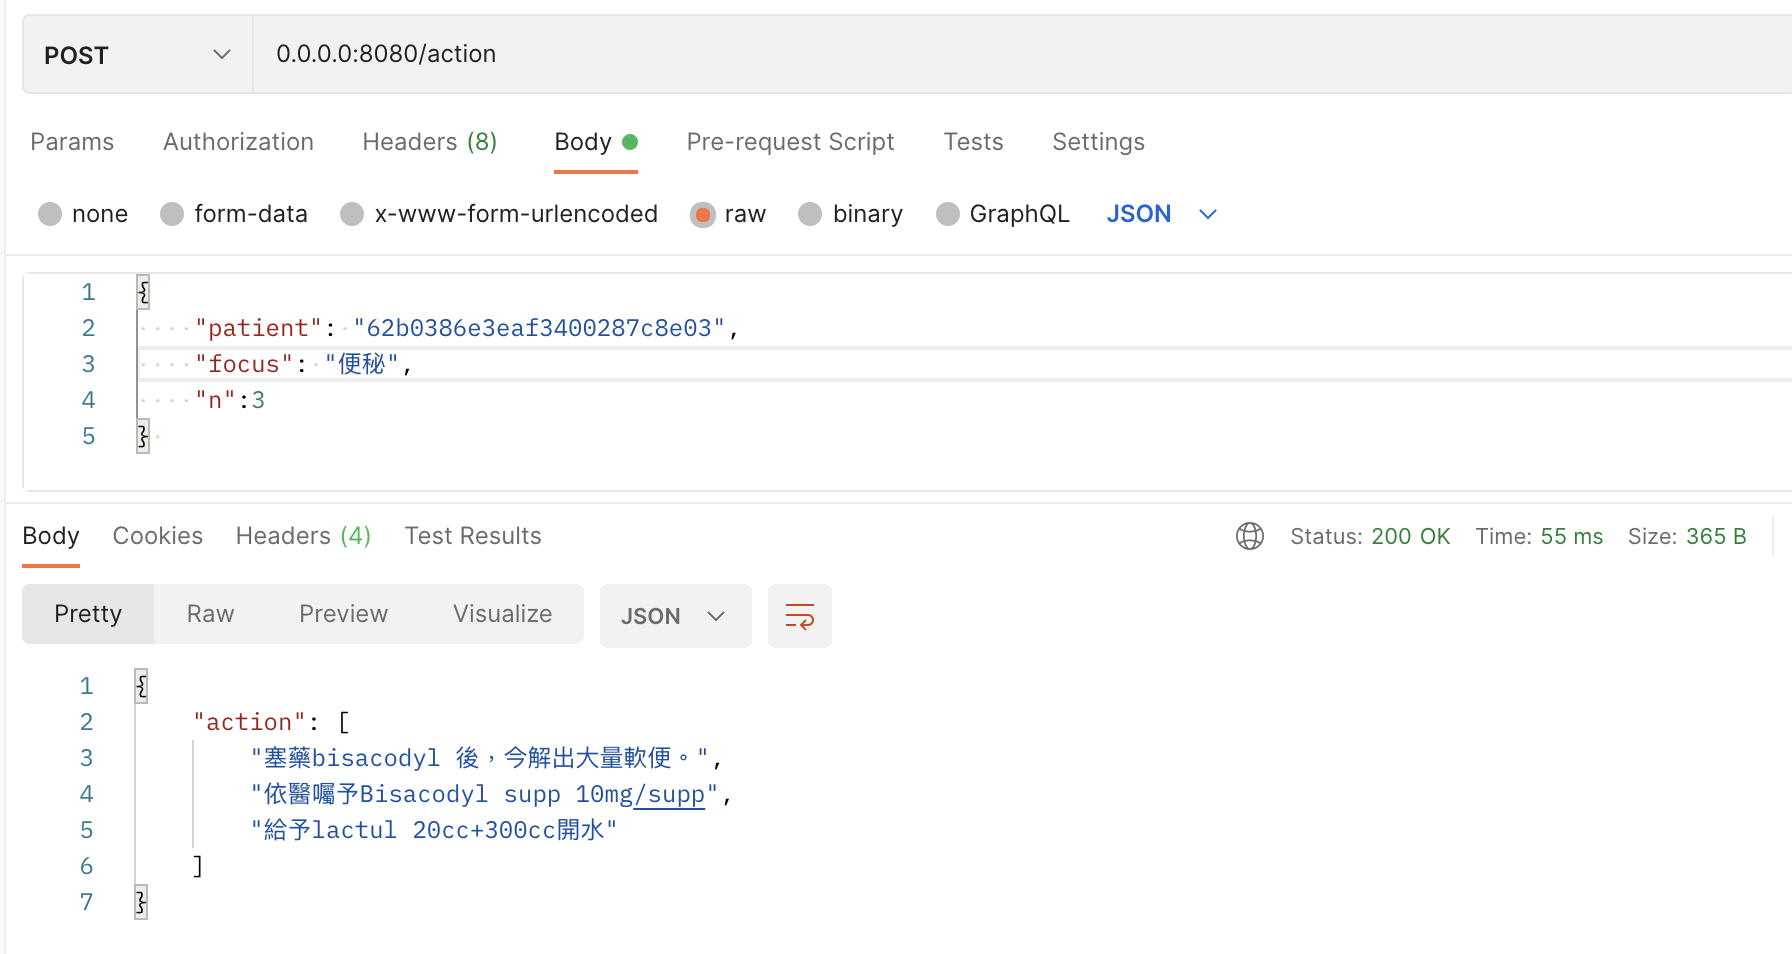 POST 0.0.0.0:8080/action
Params Authorization Headers (8) Body Pre-request Script Tests Settings
none form-data x-www-form-urlencoded raw binary GraphQL JSON
1 {
2 "patient": "62b0386e3eaf3400287c8e03",
3 "focus": "便秘",
4 "n":3
5 }
Body Cookies Headers (4) Test Results Status: 200 OK Time: 55 ms Size: 365 B
Pretty Raw Preview Visualize JSON
1 {
2 "action": [
3 "塞藥bisacodyl 後，今解出大量軟便。",
4 "依醫囑予Bisacodyl supp 10mg/supp",
5 "給予lactul 20cc+300cc開水"
6 ]
7 }